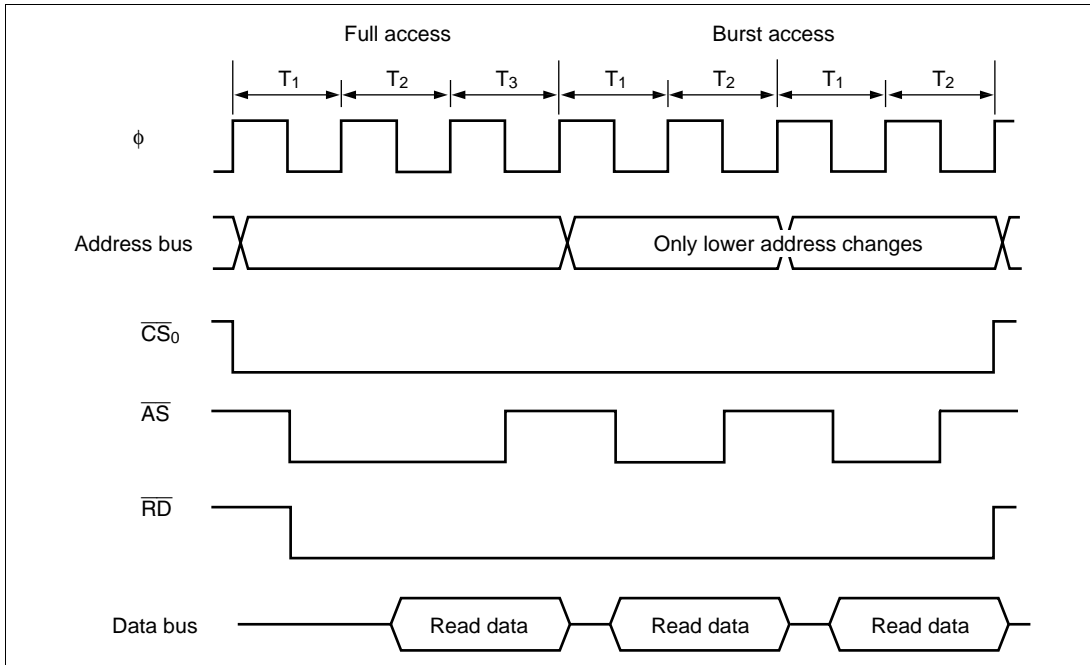 Full access Burst access
T1 T2 T3 T1 T2 T1 T2
ϕ
Address bus Only lower address changes
CS0
AS
RD
Data bus Read data Read data Read data